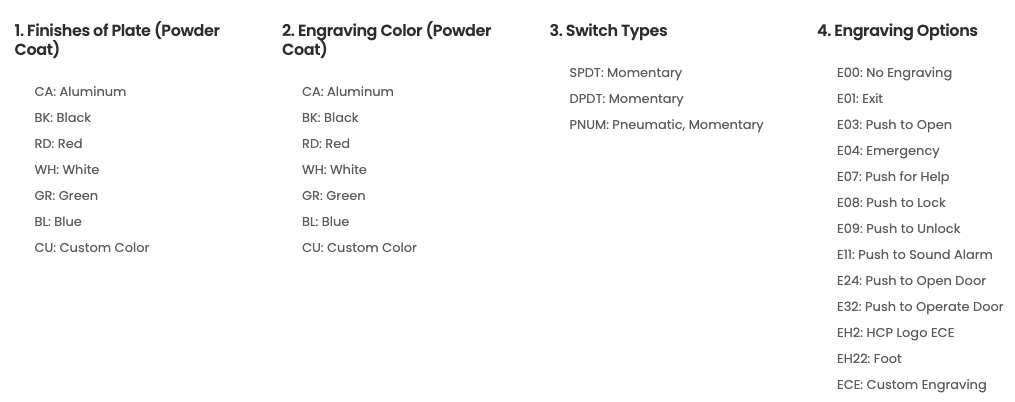 1. Finishes of Plate (Powder
Coat)
CA: Aluminum
BK: Black
RD: Red
WH: White
GR: Green
BL: Blue
CU: Custom Color
2. Engraving Color (Powder
Coat)
CA: Aluminum
BK: Black
RD: Red
WH: White
GR: Green
BL: Blue
CU: Custom Color
3. Switch Types
SPDT: Momentary
DPDT: Momentary
PNUM: Pneumatic, Momentary
4. Engraving Options
E00: No Engraving
E01: Exit
E03: Push to Open
E04: Emergency
E07: Push for Help
E08: Push to Lock
E09: Push to Unlock
E11: Push to Sound Alarm
E24: Push to Open Door
E32: Push to Operate Door
EH2: HCP Logo ECE
EH22: Foot
ECE: Custom Engraving